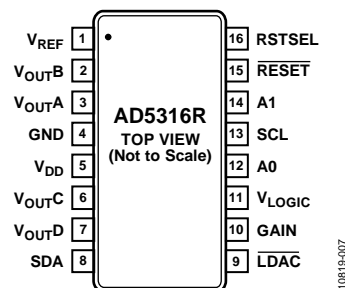 VREF 1
VOUTB 2
VOUTA 3
GND 4
VDD 5
VOUTC 6
VOUTD 7
SDA 8
AD5316R
TOP VIEW
(Not to Scale)
16 RSTSEL
15 RESET
14 A1
13 SCL
12 A0
11 VLOGIC
10 GAIN
9 LDAC
10819-007